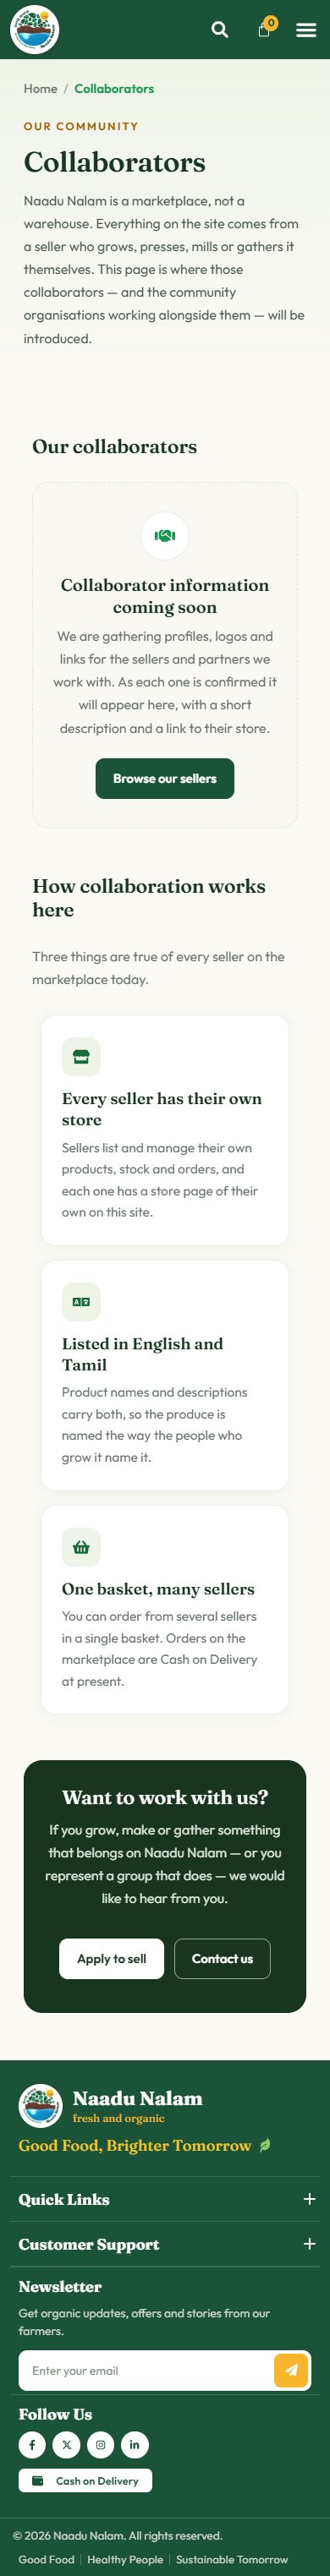 0
Home / Collaborators
OUR COMMUNITY
Collaborators
Naadu Nalam is a marketplace, not a
warehouse. Everything on the site comes from
a seller who grows, presses, mills or gathers it
themselves. This page is where those
collaborators — and the community
organisations working alongside them — will be
introduced.
Our collaborators
Collaborator information
coming soon
We are gathering profiles, logos and
links for the sellers and partners we
work with. As each one is confirmed it
will appear here, with a short
description and a link to their store.
Browse our sellers
How collaboration works
here
Three things are true of every seller on the
marketplace today.
Every seller has their own
store
Sellers list and manage their own
products, stock and orders, and
each one has a store page of their
own on this site.
Listed in English and
Tamil
Product names and descriptions
carry both, so the produce is
named the way the people who
grow it name it.
One basket, many sellers
You can order from several sellers
in a single basket. Orders on the
marketplace are Cash on Delivery
at present.
Want to work with us?
If you grow, make or gather something
that belongs on Naadu Nalam — or you
represent a group that does — we would
like to hear from you.
Apply to sell
Contact us
Naadu Nalam
fresh and organic
Good Food, Brighter Tomorrow
Quick Links
Customer Support
Newsletter
Get organic updates, offers and stories from our
farmers.
Enter your email
Follow Us
Cash on Delivery
© 2026 Naadu Nalam. All rights reserved.
Good Food | Healthy People | Sustainable Tomorrow